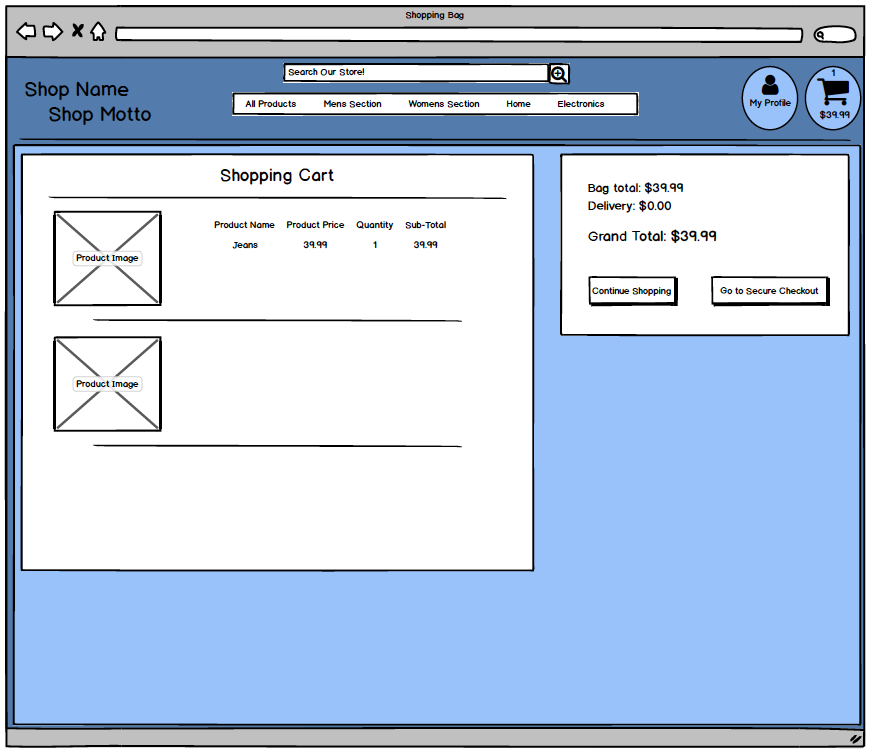 Shopping Bag
Search Our Store!
Shop Name
Shop Motto
All Products Mens Section Womens Section Home Electronics
My Profile
1
$39.99
Shopping Cart
Product Image
Product Name Product Price Quantity Sub-Total
Jeans 39.99 1 39.99
Product Image
Bag total: $39.99
Delivery: $0.00
Grand Total: $39.99
Continue Shopping Go to Secure Checkout